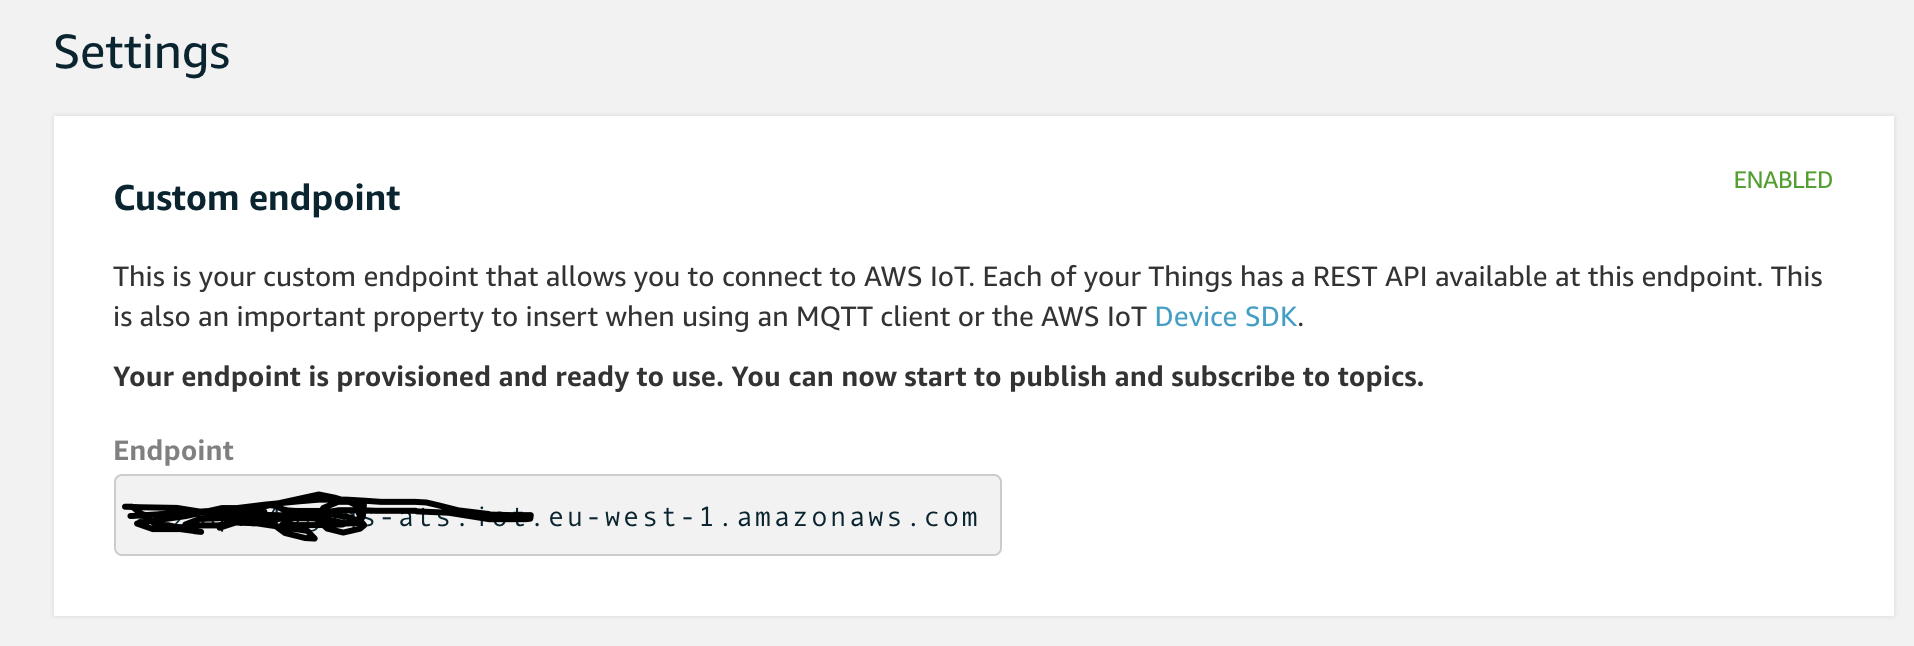 Settings
Custom endpoint
ENABLED
This is your custom endpoint that allows you to connect to AWS IoT. Each of your Things has a REST API available at this endpoint. This
is also an important property to insert when using an MQTT client or the AWS IoT Device SDK.
Your endpoint is provisioned and ready to use. You can now start to publish and subscribe to topics.
Endpoint
s-ats.iot.eu-west-1.amazonaws.com